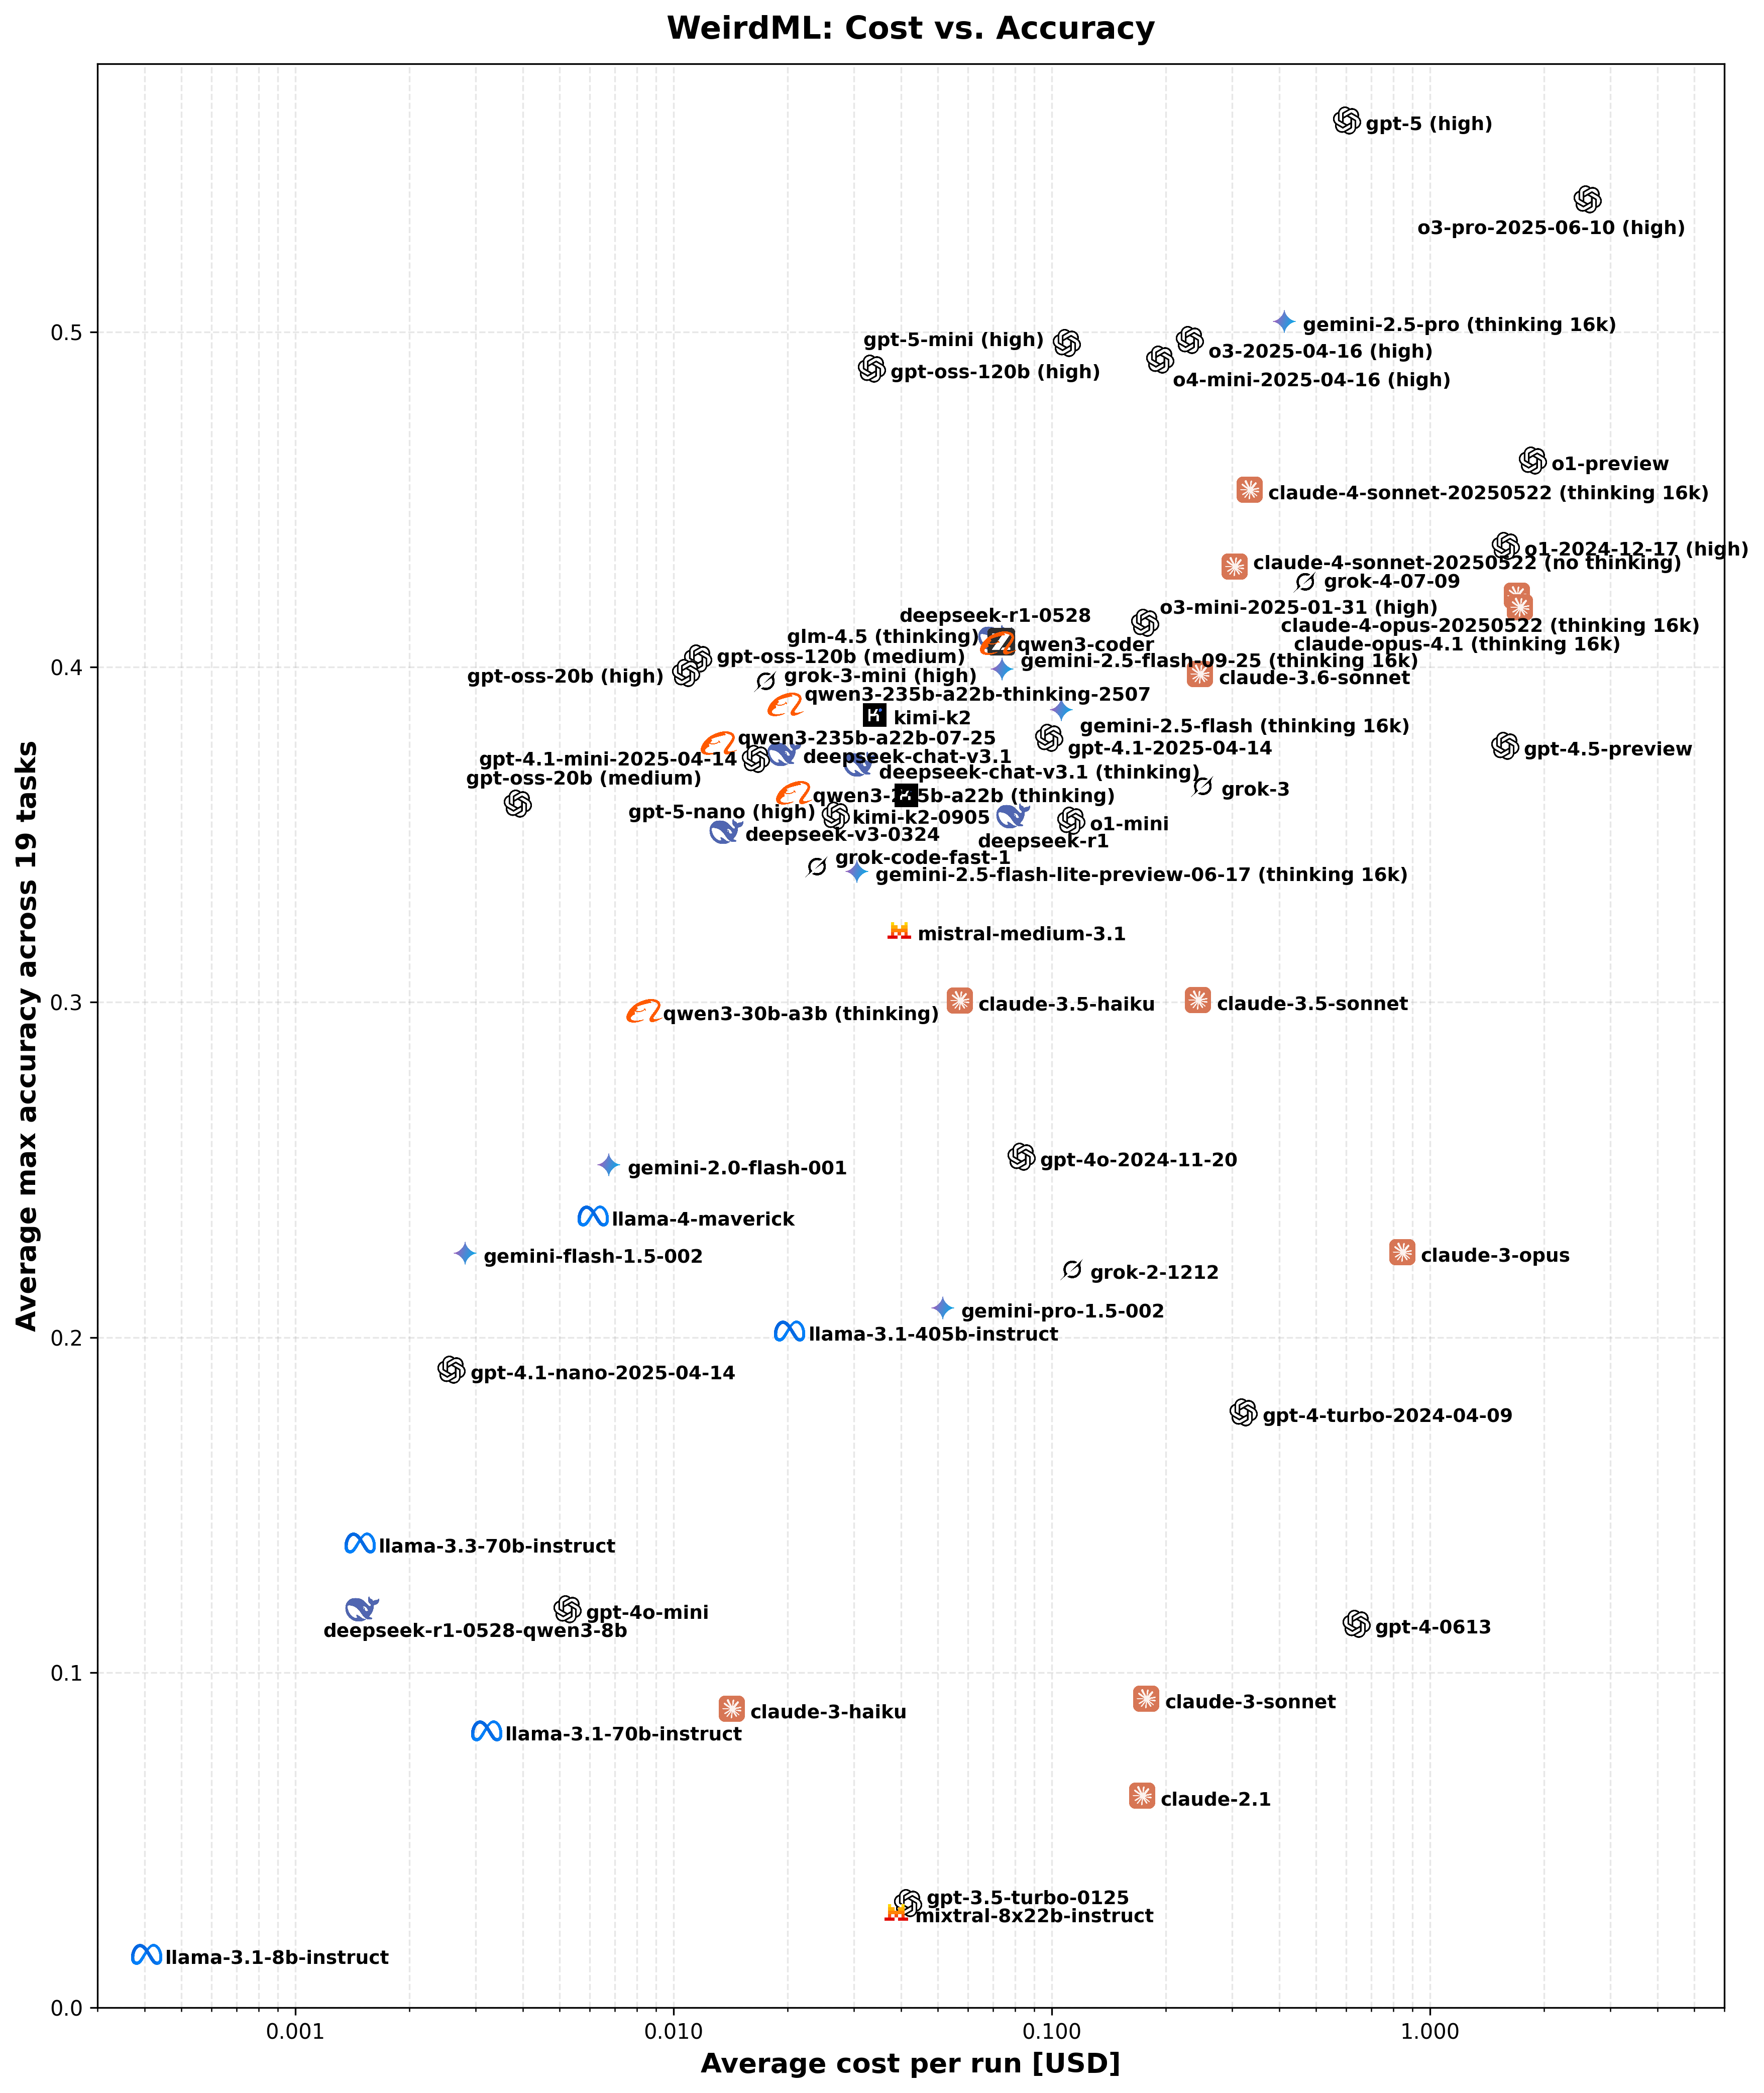 WeirdML: Cost vs. Accuracy
gpt-5 (high)
o3-pro-2025-06-10 (high)
0.5
gemini-2.5-pro (thinking 16k)
gpt-5-mini (high)
o3-2025-04-16 (high)
gpt-oss-120b (high)
o4-mini-2025-04-16 (high)
o1-preview
claude-4-sonnet-20250522 (thinking 16k)
o1-2024-12-17 (high)
claude-4-sonnet-20250522 (no thinking)
grok-4-07-09
o3-mini-2025-01-31 (high)
deepseek-r1-0528
claude-4-opus-20250522 (thinking 16k)
glm-4.5 (thinking)
qwen3-coder
claude-opus-4.1 (thinking 16k)
gpt-oss-120b (medium)
gemini-2.5-flash-09-25 (thinking 16k)
0.4
gpt-oss-20b (high)
grok-3-mini (high)
claude-3.6-sonnet
qwen3-235b-a22b-thinking-2507
kimi-k2
gemini-2.5-flash (thinking 16k)
qwen3-235b-a22b-07-25
gpt-4.1-2025-04-14
gpt-4.5-preview
gpt-4.1-mini-2025-04-14
deepseek-chat-v3.1
gpt-oss-20b (medium)
deepseek-chat-v3.1 (thinking)
grok-3
qwen3-235b-a22b (thinking)
gpt-5-nano (high)
kimi-k2-0905
o1-mini
deepseek-v3-0324
deepseek-r1
grok-code-fast-1
gemini-2.5-flash-lite-preview-06-17 (thinking 16k)
mistral-medium-3.1
0.3
claude-3.5-haiku
claude-3.5-sonnet
qwen3-30b-a3b (thinking)
Average max accuracy across 19 tasks
gpt-4o-2024-11-20
gemini-2.0-flash-001
llama-4-maverick
gemini-flash-1.5-002
claude-3-opus
grok-2-1212
gemini-pro-1.5-002
0.2
llama-3.1-405b-instruct
gpt-4.1-nano-2025-04-14
gpt-4-turbo-2024-04-09
llama-3.3-70b-instruct
gpt-4o-mini
deepseek-r1-0528-qwen3-8b
gpt-4-0613
0.1
claude-3-sonnet
claude-3-haiku
llama-3.1-70b-instruct
claude-2.1
gpt-3.5-turbo-0125
mixtral-8x22b-instruct
llama-3.1-8b-instruct
0.0
0.001
0.010
0.100
1.000
Average cost per run [USD]